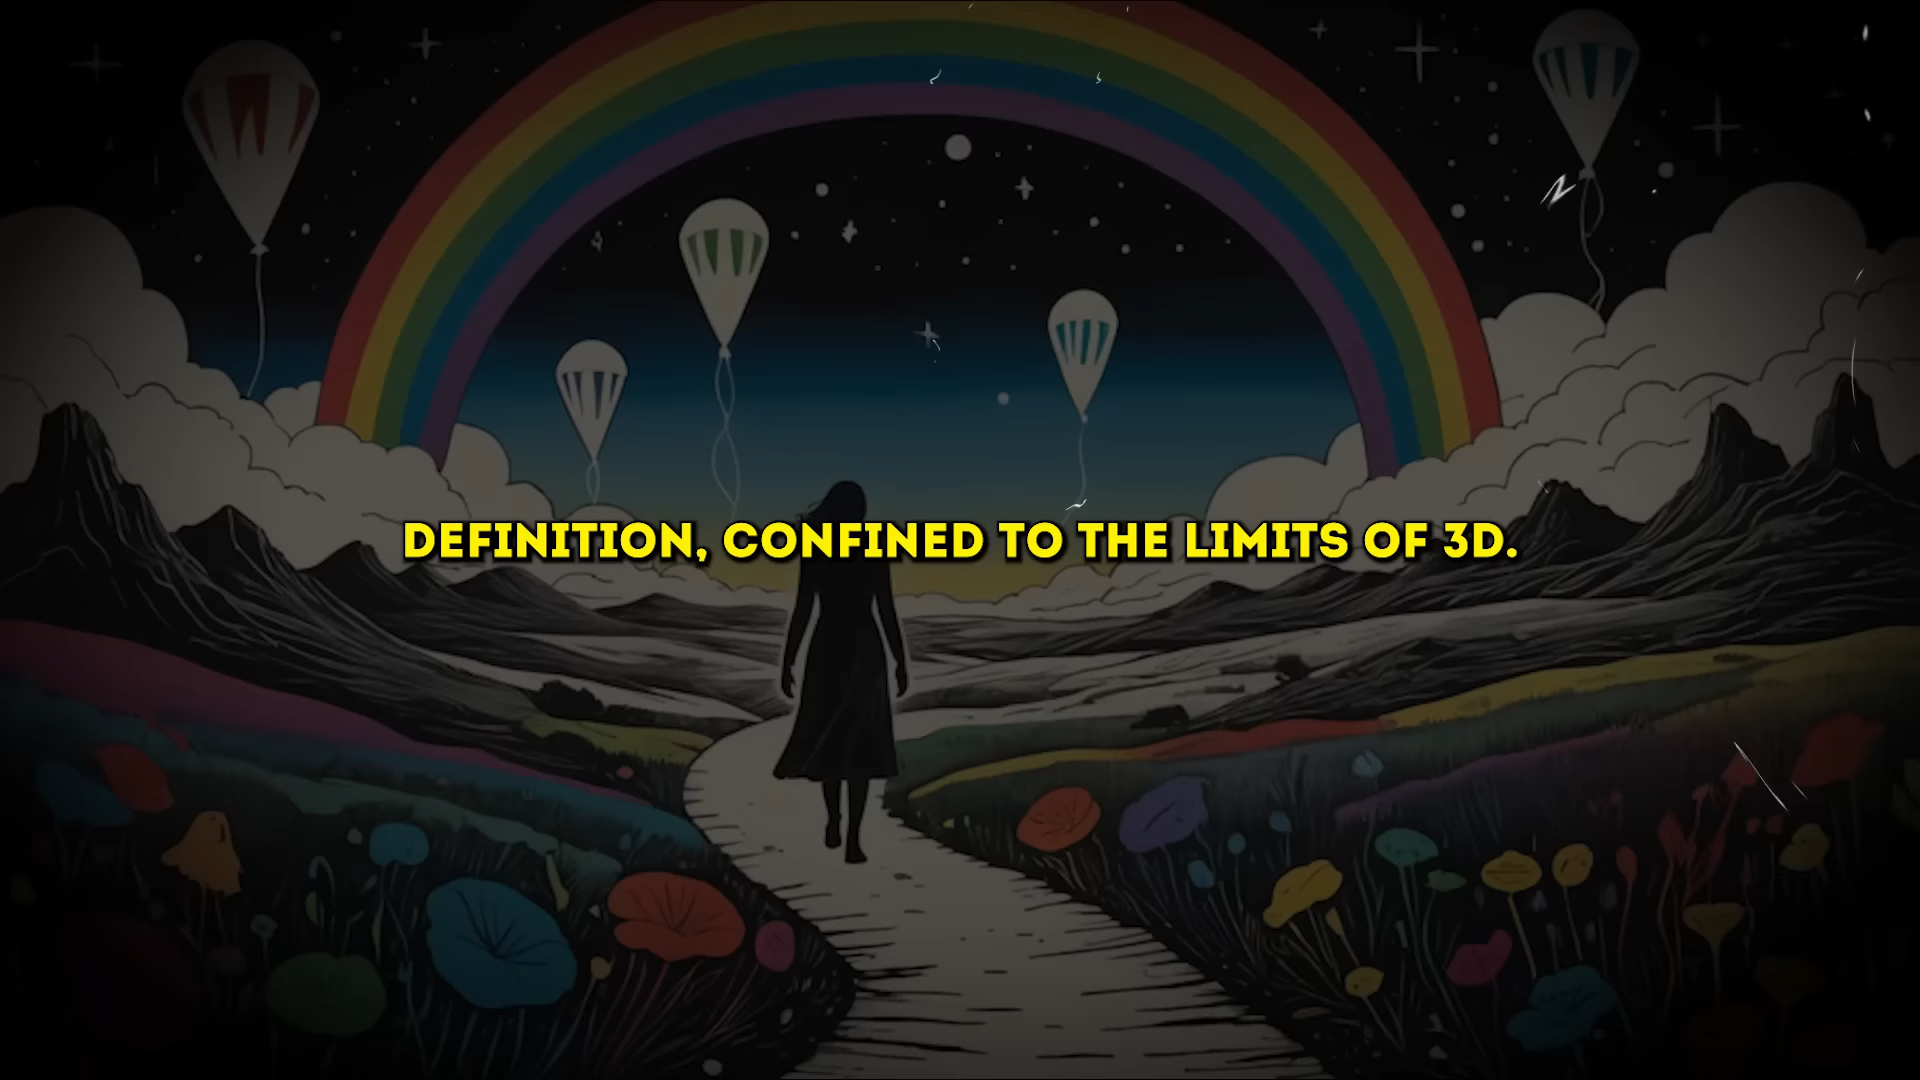 DEFINITION, CONFINED TO THE LIMITS OF 3D.